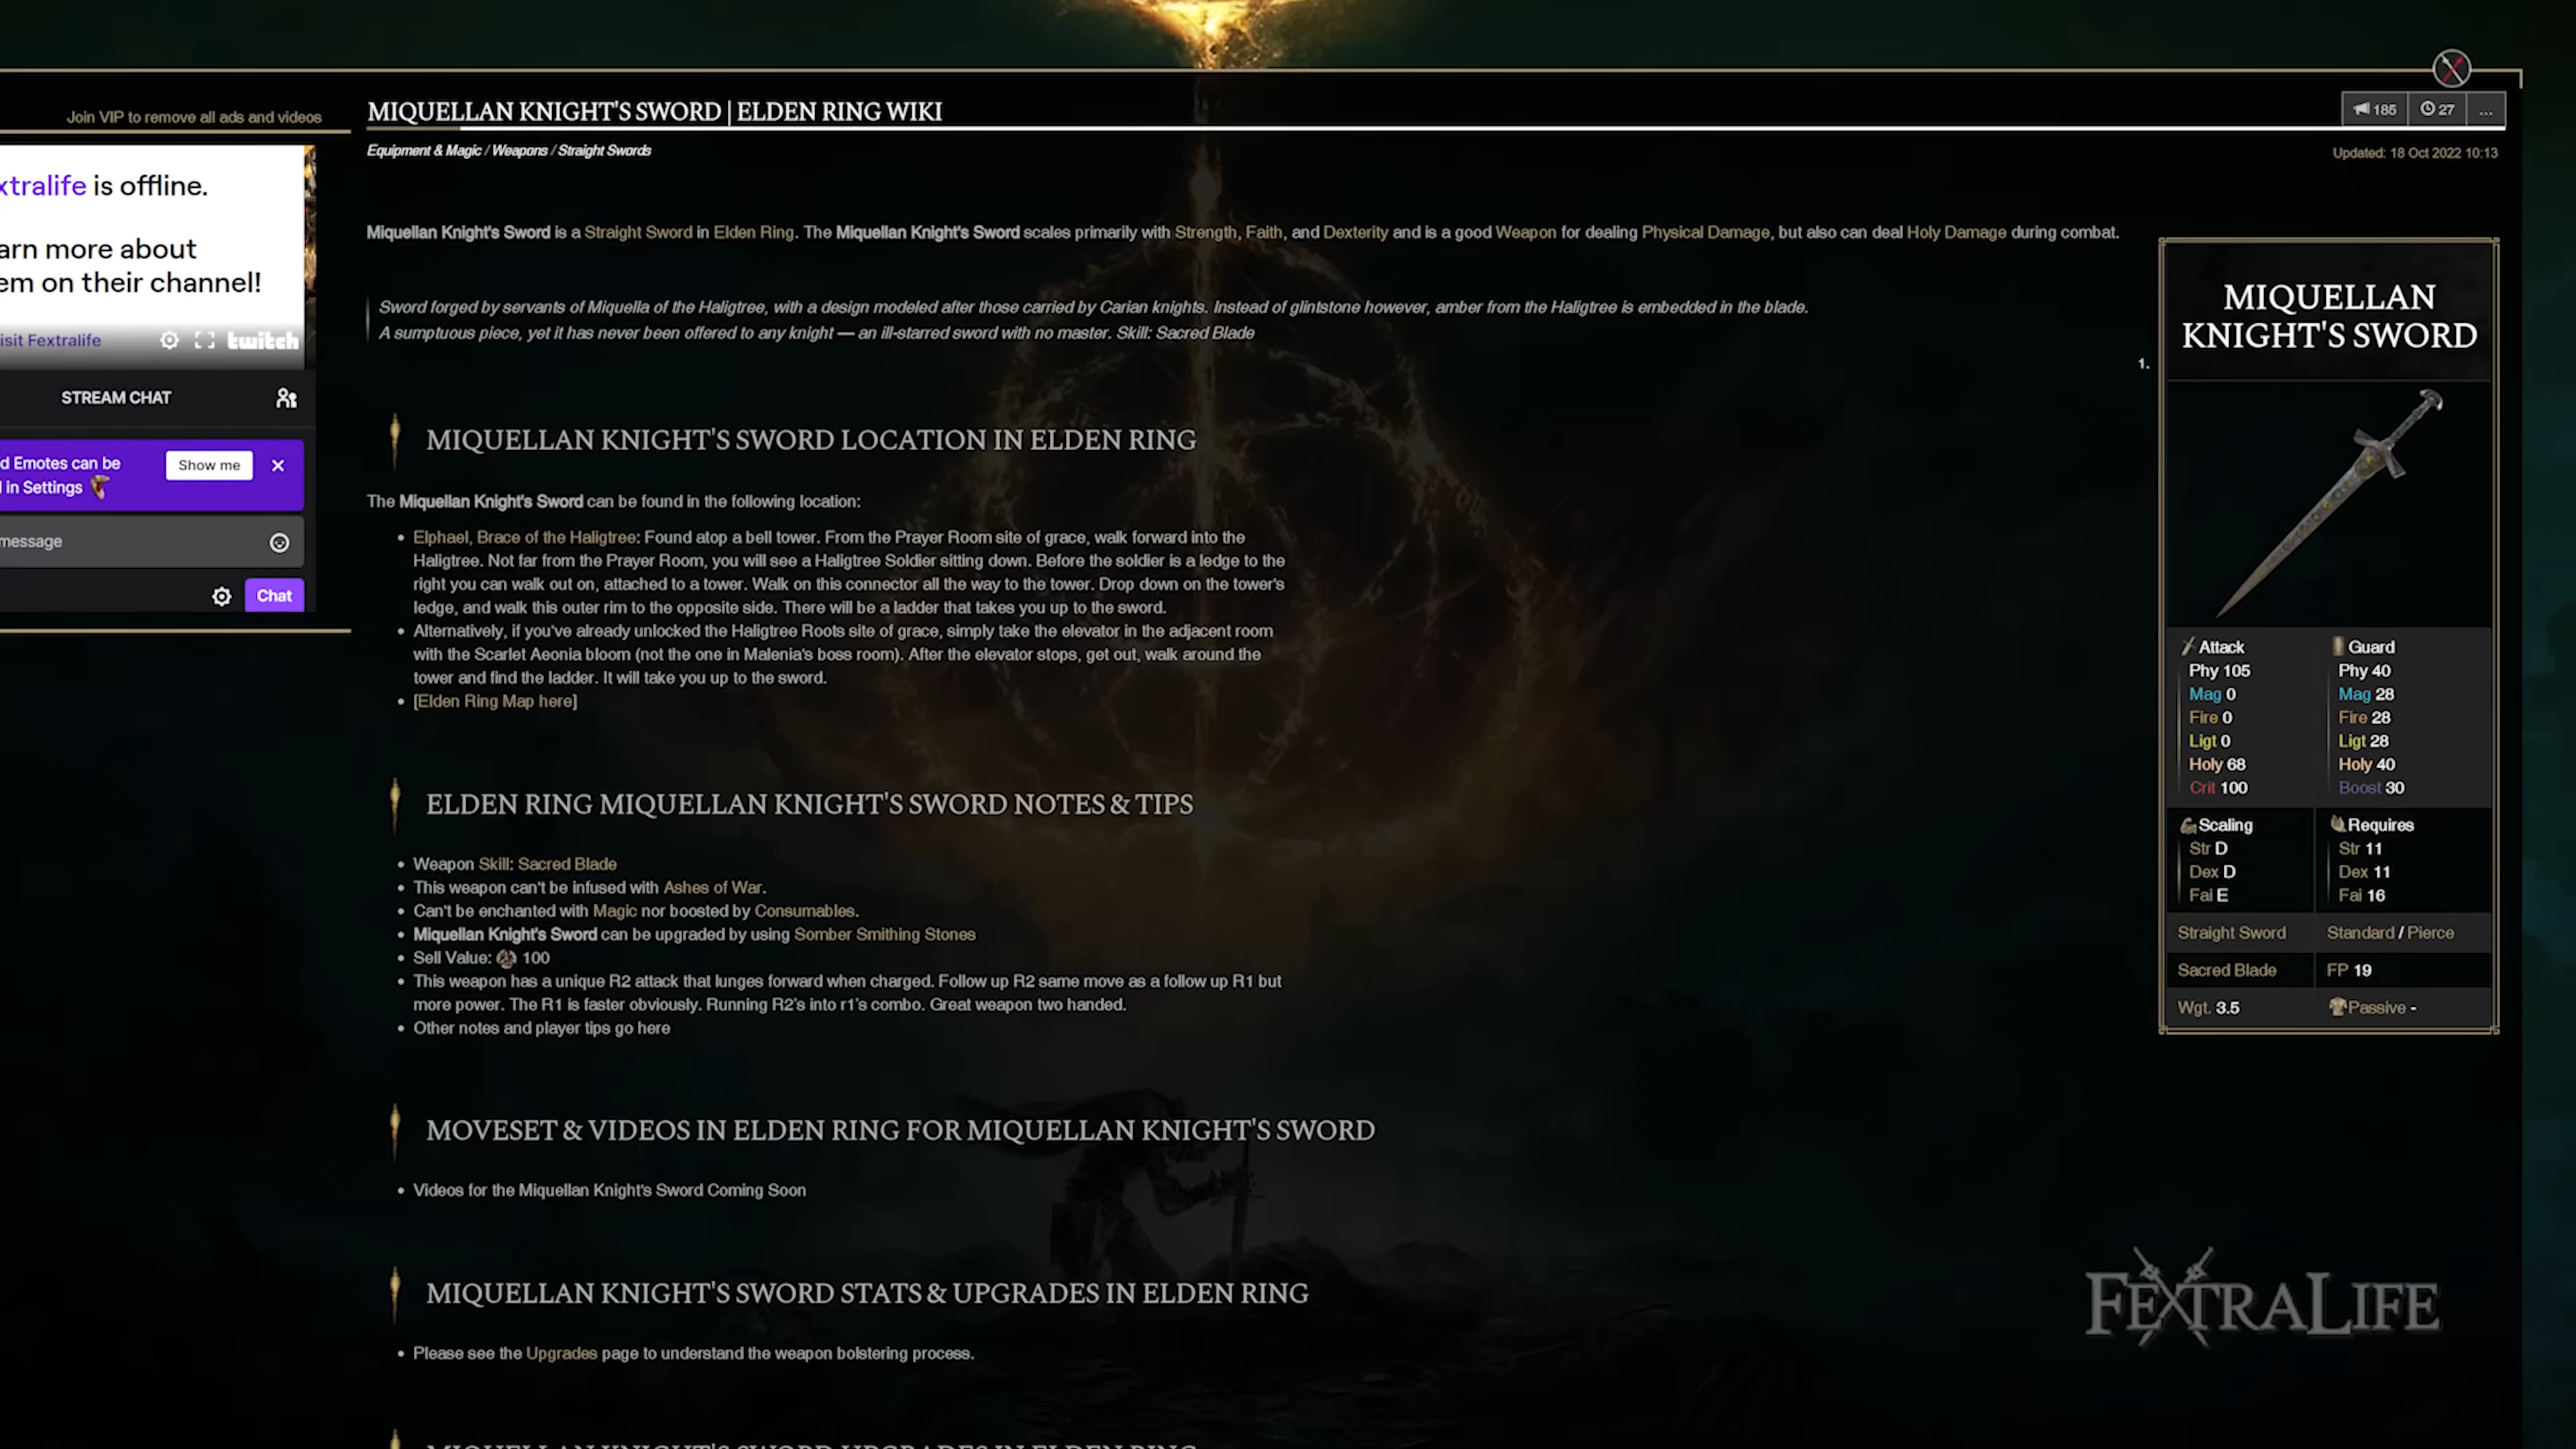 MIQUELLAN KNIGHT'S SWORD | ELDEN RING WIKI
185
27
...
Join VIP to remove all ads and videos
Equipment & Magic / Weapons / Straight Swords
Updated: 18 Oct 2022 10:13
xtralife is offline.
arn more about
em on their channel!
isit Fextralife
twitch
STREAM CHAT
d Emotes can be
in Settings
Show me
message
Chat
Miquellan Knight's Sword is a Straight Sword in Elden Ring. The Miquellan Knight's Sword scales primarily with Strength, Faith, and Dexterity and is a good Weapon for dealing Physical Damage, but also can deal Holy Damage during combat.
Sword forged by servants of Miquella of the Haligtree, with a design modeled after those carried by Carian knights. Instead of glintstone however, amber from the Haligtree is embedded in the blade.
A sumptuous piece, yet it has never been offered to any knight — an ill-starred sword with no master. Skill: Sacred Blade
MIQUELLAN KNIGHT'S SWORD LOCATION IN ELDEN RING
The Miquellan Knight's Sword can be found in the following location:
• Elphael, Brace of the Haligtree: Found atop a bell tower. From the Prayer Room site of grace, walk forward into the
Haligtree. Not far from the Prayer Room, you will see a Haligtree Soldier sitting down. Before the soldier is a ledge to the
right you can walk out on, attached to a tower. Walk on this connector all the way to the tower. Drop down on the tower's
ledge, and walk this outer rim to the opposite side. There will be a ladder that takes you up to the sword.
• Alternatively, if you've already unlocked the Haligtree Roots site of grace, simply take the elevator in the adjacent room
with the Scarlet Aeonia bloom (not the one in Malenia's boss room). After the elevator stops, get out, walk around the
tower and find the ladder. It will take you up to the sword.
• [Elden Ring Map here]
ELDEN RING MIQUELLAN KNIGHT'S SWORD NOTES & TIPS
• Weapon Skill: Sacred Blade
• This weapon can't be infused with Ashes of War.
• Can't be enchanted with Magic nor boosted by Consumables.
• Miquellan Knight's Sword can be upgraded by using Somber Smithing Stones
• Sell Value: 100
• This weapon has a unique R2 attack that lunges forward when charged. Follow up R2 same move as a follow up R1 but
more power. The R1 is faster obviously. Running R2's into r1's combo. Great weapon two handed.
• Other notes and player tips go here
MOVESET & VIDEOS IN ELDEN RING FOR MIQUELLAN KNIGHT'S SWORD
• Videos for the Miquellan Knight's Sword Coming Soon
MIQUELLAN KNIGHT'S SWORD STATS & UPGRADES IN ELDEN RING
• Please see the Upgrades page to understand the weapon bolstering process.
MIQUELLAN KNIGHT'S SWORD UPGRADES IN ELDEN RING
1.
MIQUELLAN
KNIGHT'S SWORD
Attack
Phy 105
Mag 0
Fire 0
Ligt 0
Holy 68
Crit 100
Guard
Phy 40
Mag 28
Fire 28
Ligt 28
Holy 40
Boost 30
Scaling
Str D
Dex D
Fai E
Requires
Str 11
Dex 11
Fai 16
Straight Sword
Standard / Pierce
Sacred Blade
FP 19
Wgt. 3.5
Passive -
FEXTRALIFE